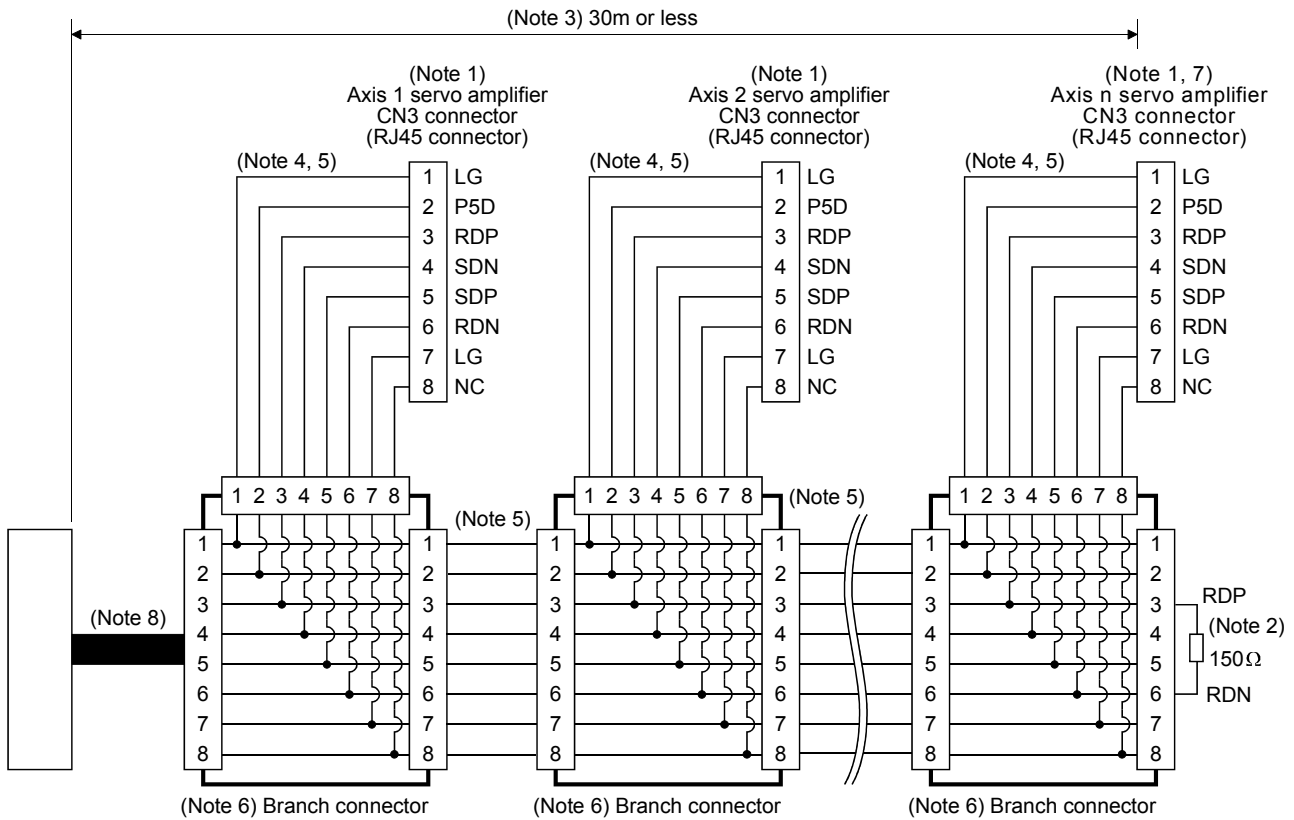 (Note 3) 30m or less
(Note 1)
Axis 1 servo amplifier
CN3 connector
(RJ45 connector)
(Note 1)
Axis 2 servo amplifier
CN3 connector
(RJ45 connector)
(Note 1, 7)
Axis n servo amplifier
CN3 connector
(RJ45 connector)
(Note 4, 5)
1 LG
2 P5D
3 RDP
4 SDN
5 SDP
6 RDN
7 LG
8 NC
(Note 4, 5)
1 LG
2 P5D
3 RDP
4 SDN
5 SDP
6 RDN
7 LG
8 NC
(Note 4, 5)
1 LG
2 P5D
3 RDP
4 SDN
5 SDP
6 RDN
7 LG
8 NC
1 2 3 4 5 6 7 8
1 2 3 4 5 6 7 8
1 2 3 4 5 6 7 8
(Note 5)
(Note 5)
(Note 8)
1 1 1 1 1 1
2 2 2 2 2 2
3 3 3 3 3 3
4 4 4 4 4 4
5 5 5 5 5 5
6 6 6 6 6 6
7 7 7 7 7 7
8 8 8 8 8 8
RDP
(Note 2)
150Ω
RDN
(Note 6) Branch connector
(Note 6) Branch connector
(Note 6) Branch connector